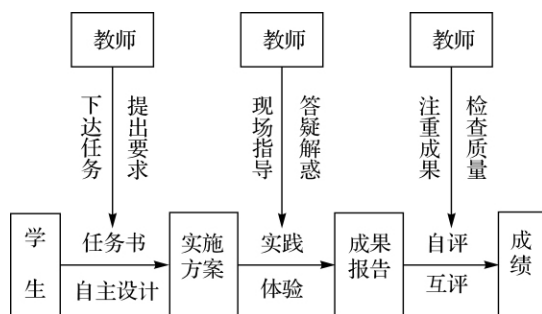 教师
教师
教师
下达任务
提出要求
现场指导
答疑解惑
注重成果
检查质量
学生
任务书
自主设计
实施
方案
实践
体验
成果
报告
自评
互评
成绩